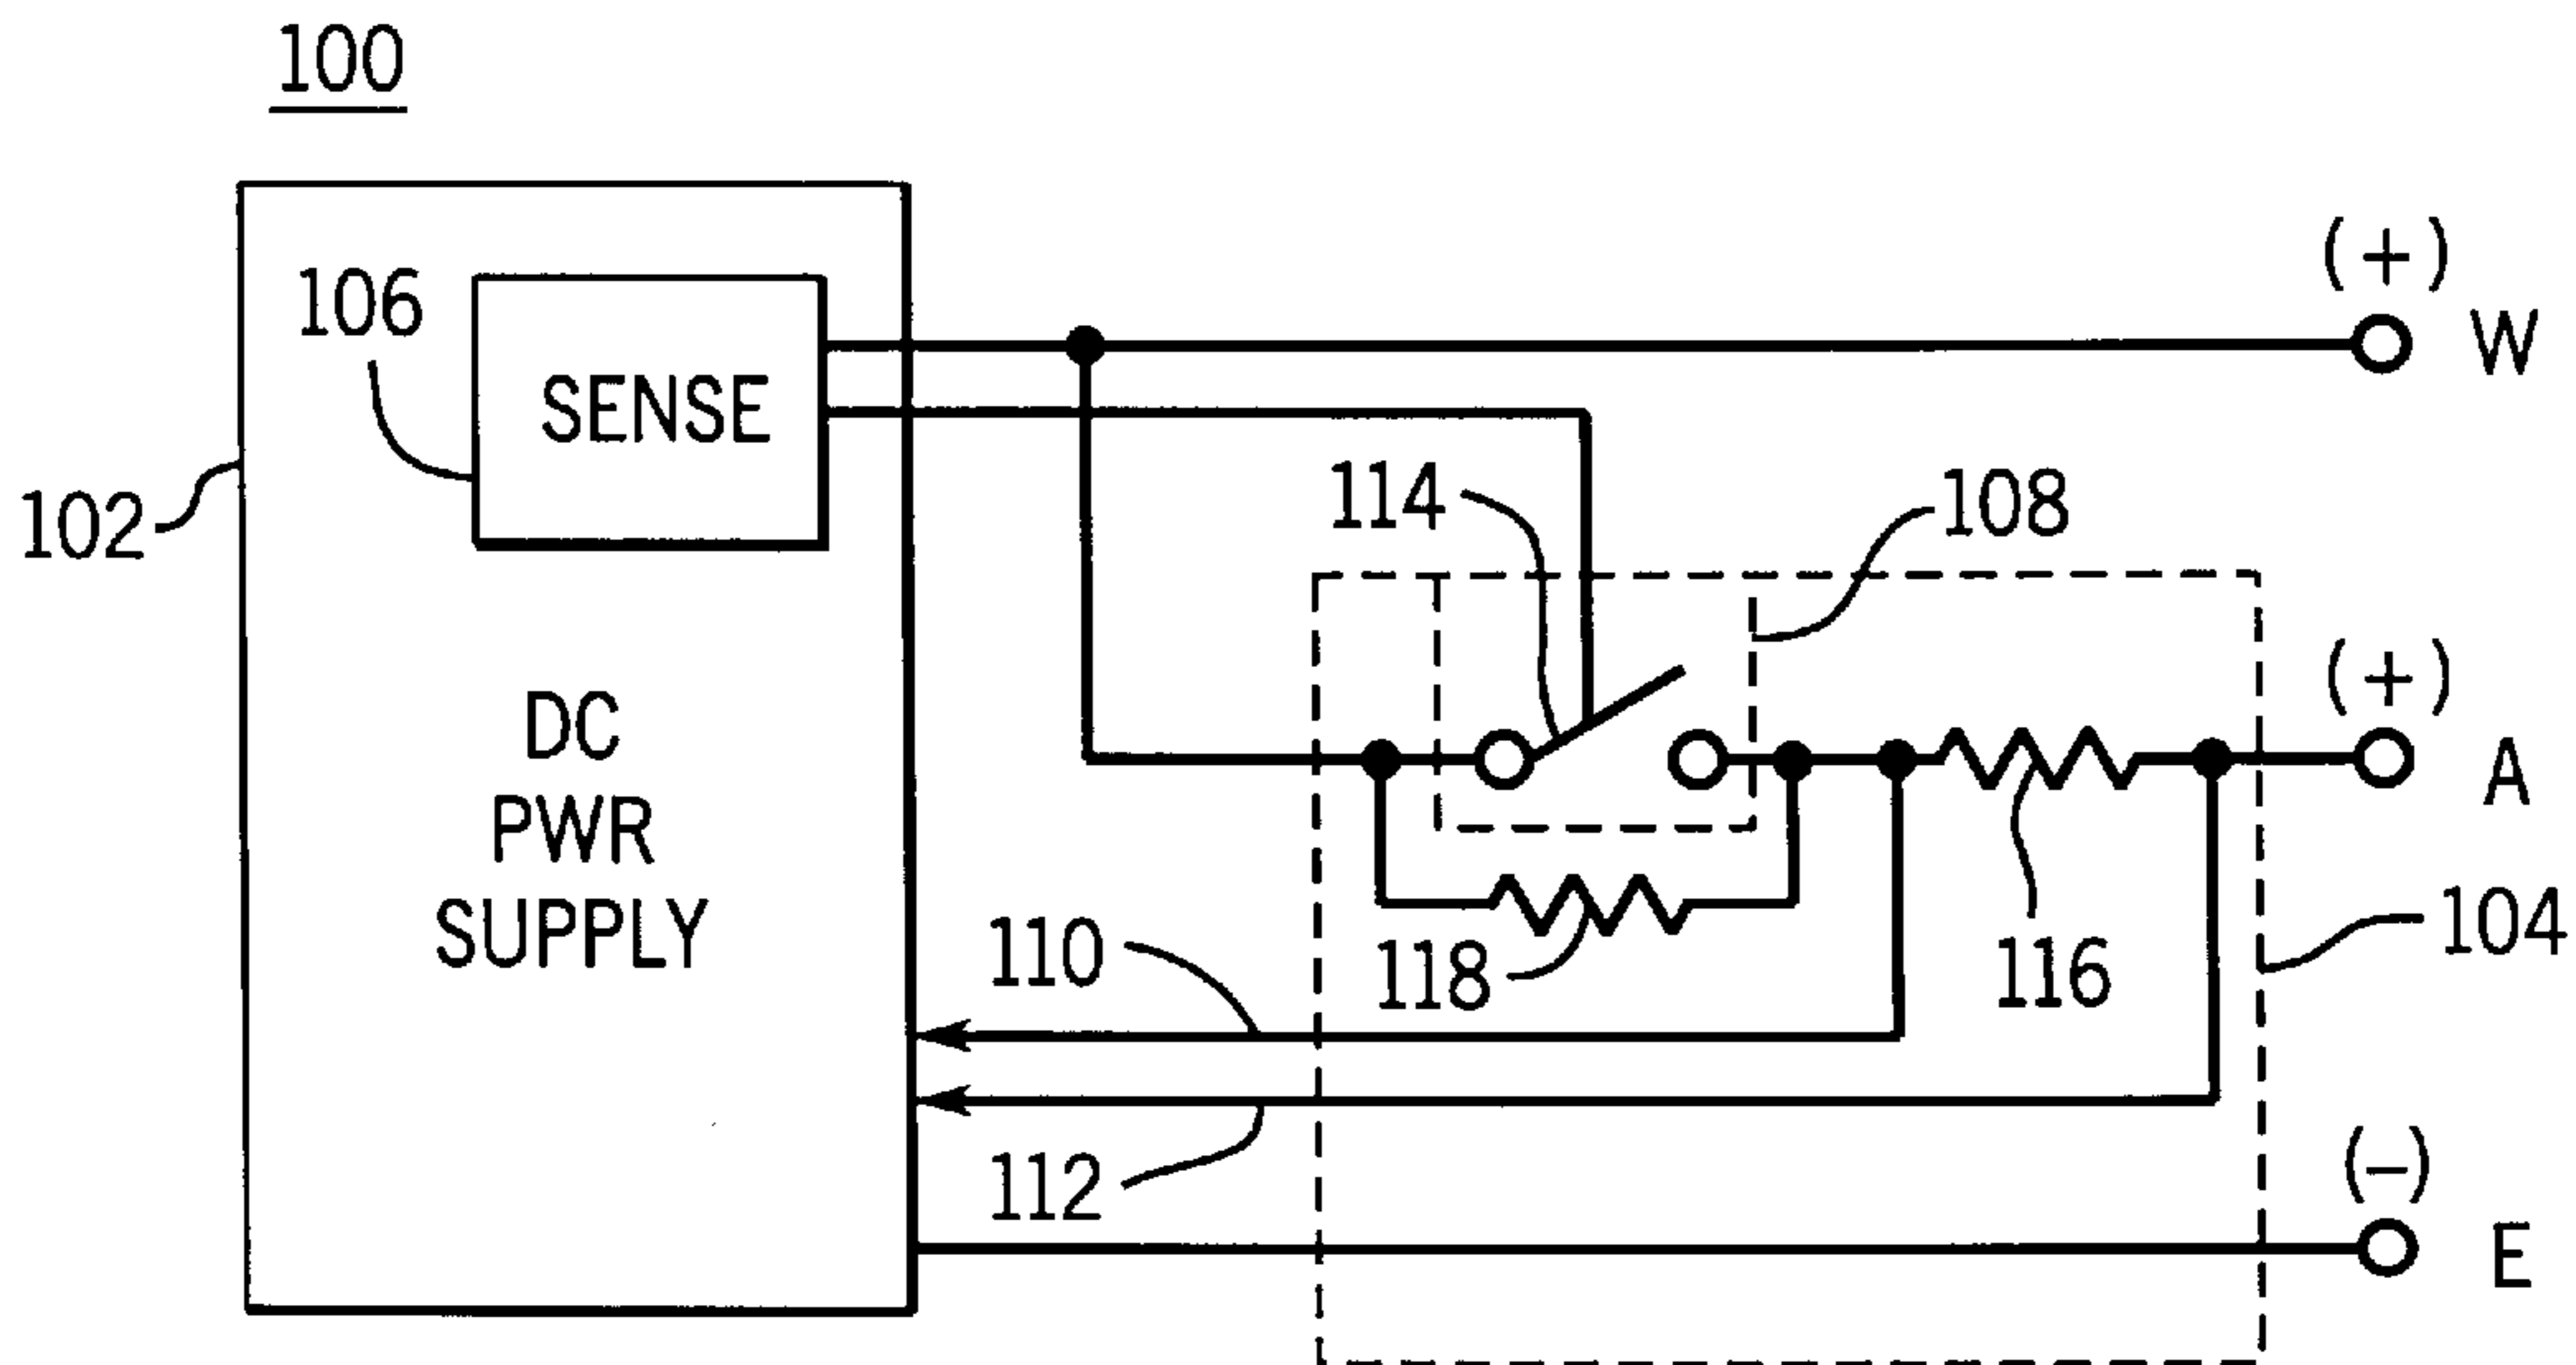 100
(+)
W
106
SENSE
102
114
108
(+)
A
DC
PWR
SUPPLY
118
116
104
110
112
(–)
E